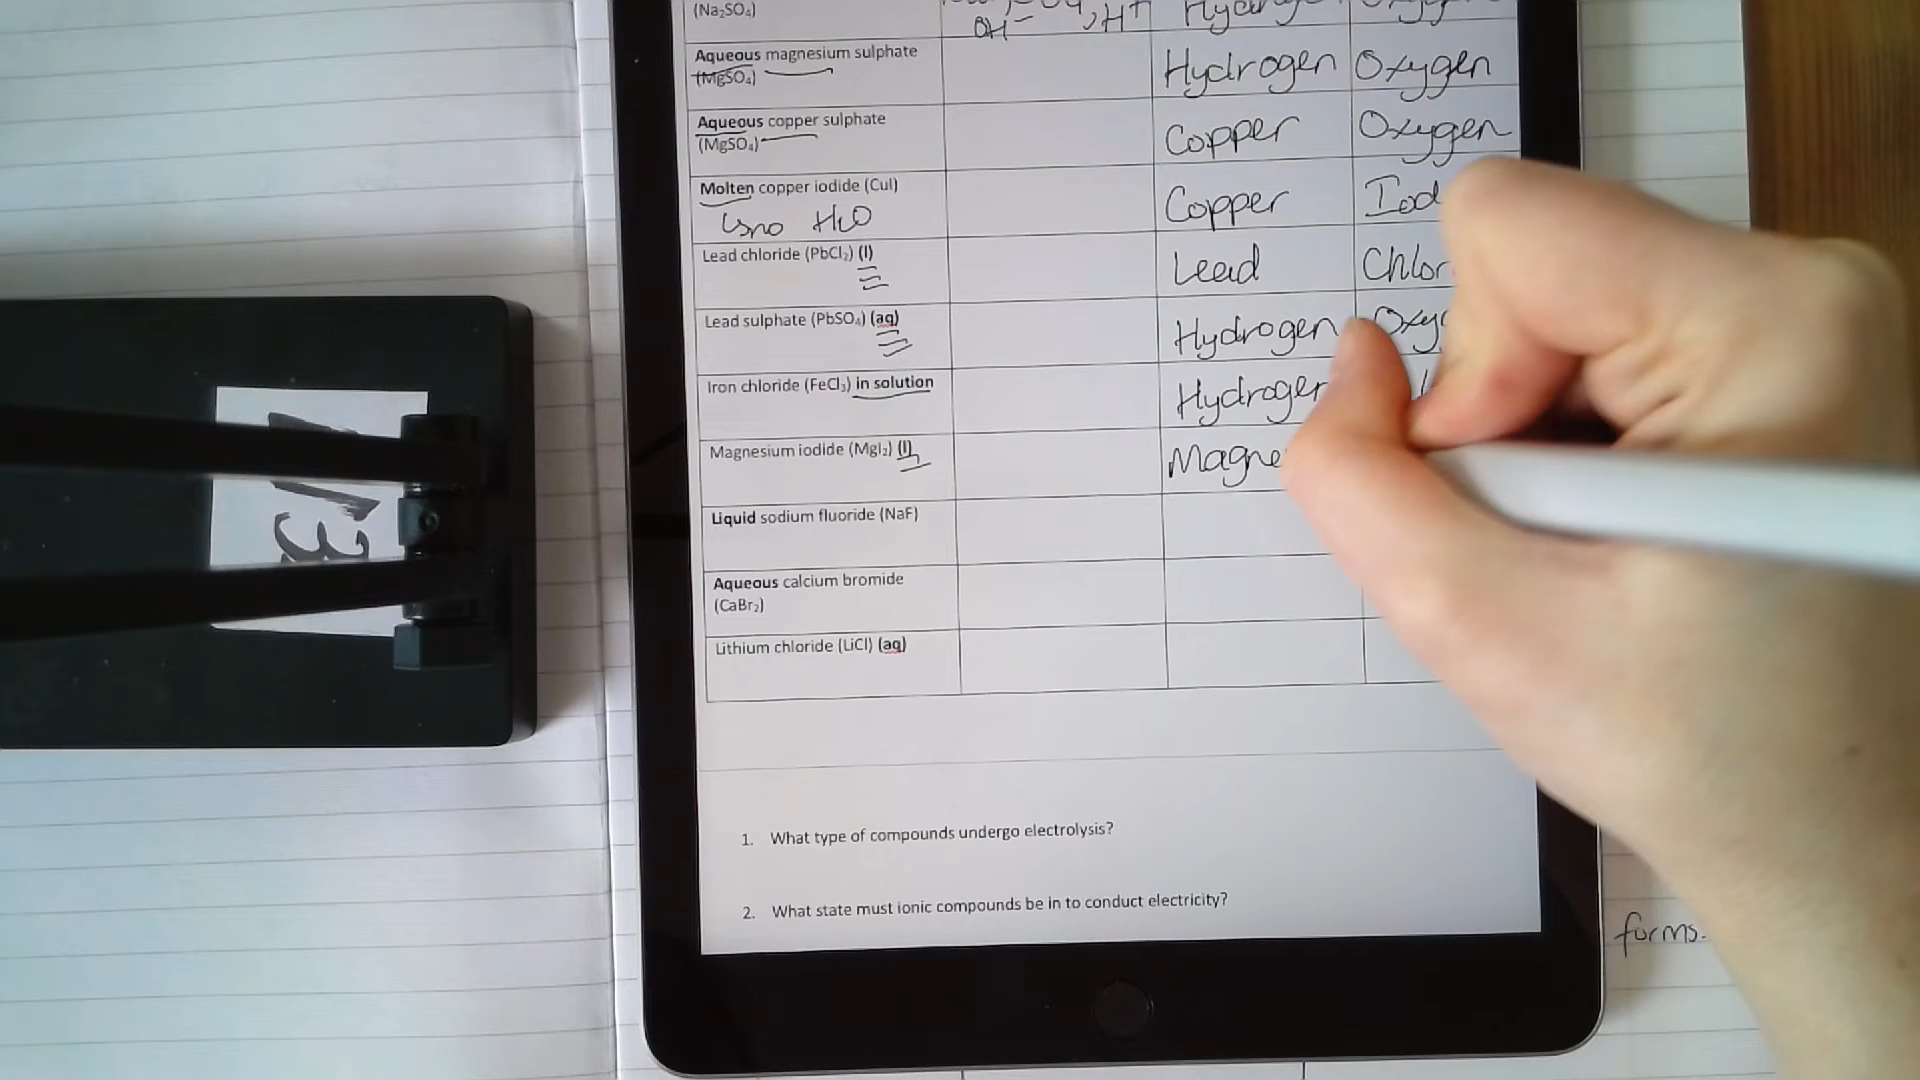 (Na₂SO₄)
OH⁻ , H⁺
Aqueous magnesium sulphate
(MgSO₄)
Hydrogen Oxygen
Aqueous copper sulphate
(MgSO₄)
Copper Oxygen
Molten copper iodide (CuI)
Copper Iod
↳no H₂O
Lead chloride (PbCl₂) (l)
Lead Chlor
Lead sulphate (PbSO₄) (aq)
Hydrogen Oxyg
Iron chloride (FeCl₃) in solution
Hydrogen
Magnesium iodide (MgI₂) (l)
Magne
Liquid sodium fluoride (NaF)
Aqueous calcium bromide
(CaBr₂)
Lithium chloride (LiCl) (aq)
1. What type of compounds undergo electrolysis?
2. What state must ionic compounds be in to conduct electricity?
forms.